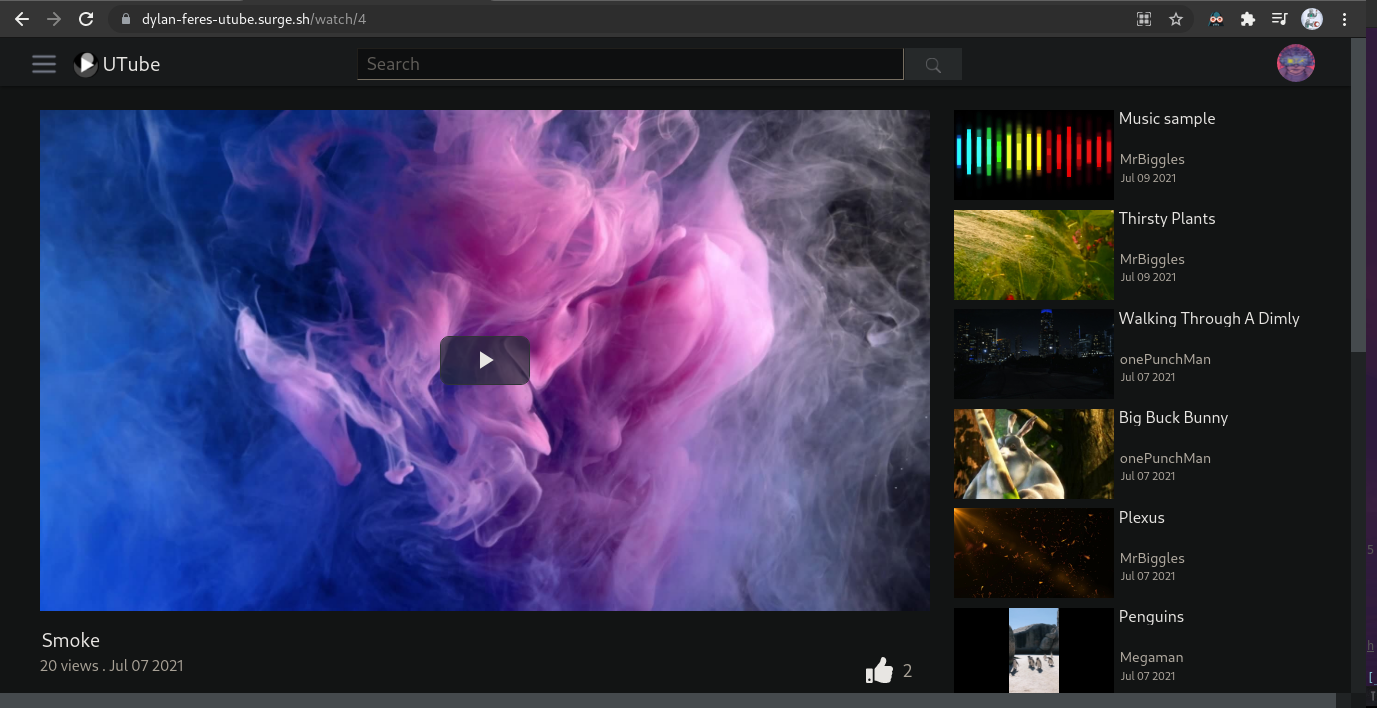 dylan-feres-utube.surge.sh/watch/4
UTube
Search
Music sample
MrBiggles
Jul 09 2021
Thirsty Plants
MrBiggles
Jul 09 2021
Walking Through A Dimly
onePunchMan
Jul 07 2021
Big Buck Bunny
onePunchMan
Jul 07 2021
Plexus
MrBiggles
Jul 07 2021
Penguins
Megaman
Jul 07 2021
Smoke
20 views . Jul 07 2021
2
5
h
[